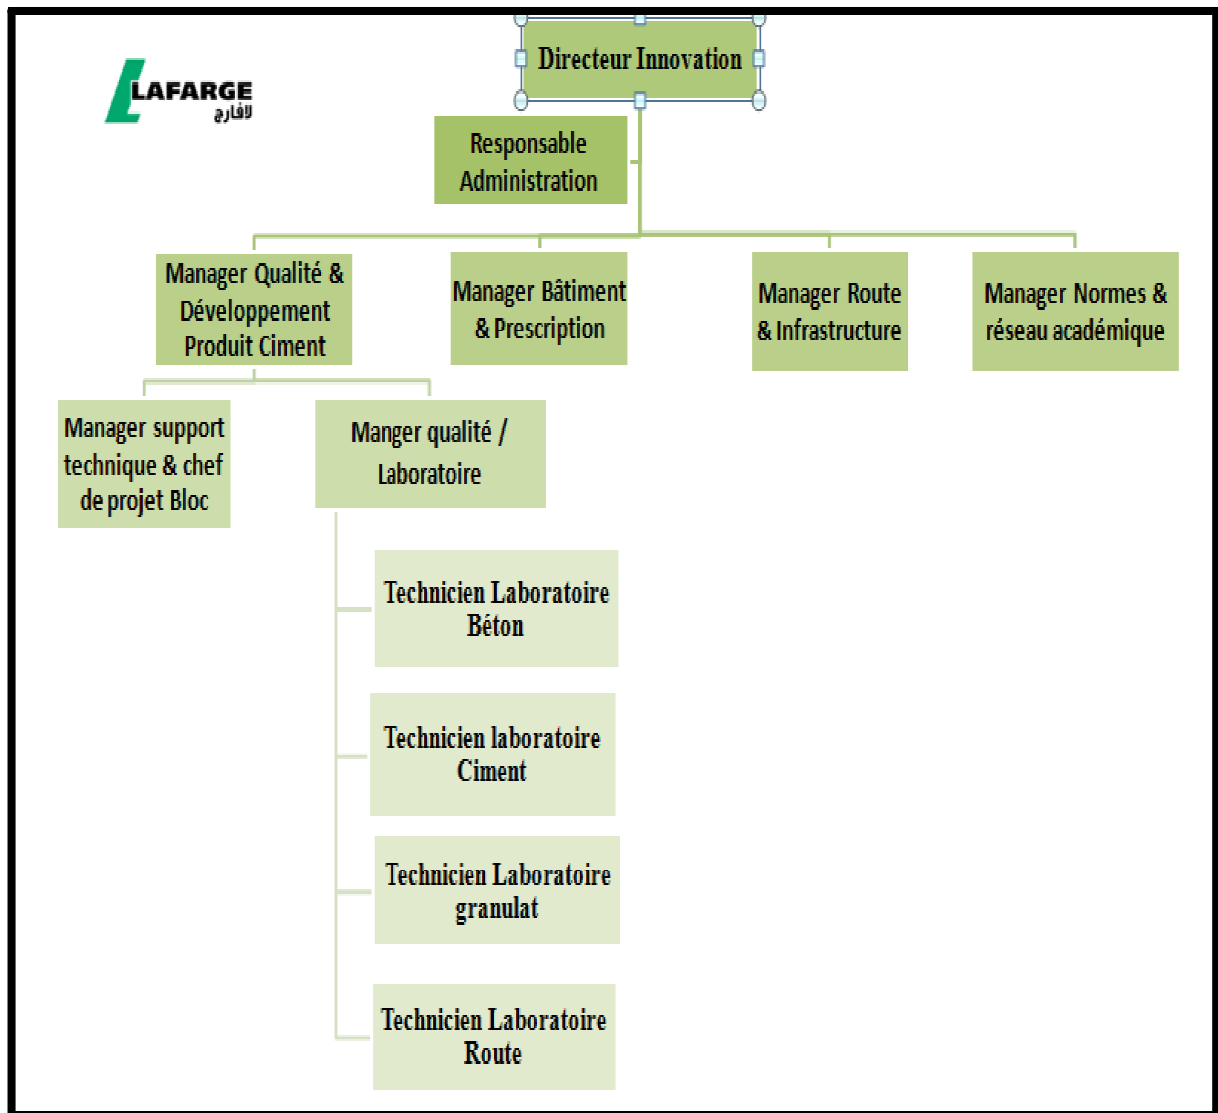 Directeur Innovation
LAFARGE
لافارج
Responsable
Administration
Manager Qualité &
Développement
Produit Ciment
Manager Bâtiment
& Prescription
Manager Route
& Infrastructure
Manager Normes &
réseau académique
Manager support
technique & chef
de projet Bloc
Manger qualité /
Laboratoire
Technicien Laboratoire
Béton
Technicien laboratoire
Ciment
Technicien Laboratoire
granulat
Technicien Laboratoire
Route